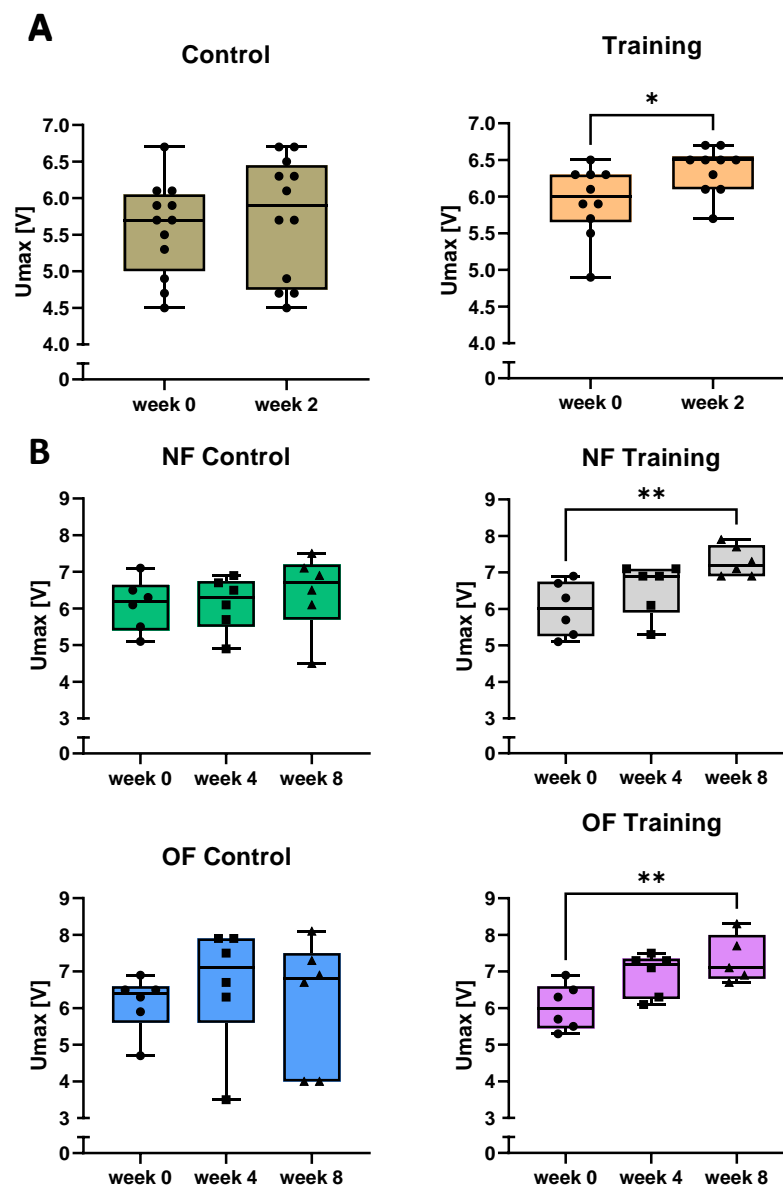 A
Control
Training
*
Umax [V]
7.0
6.5
6.0
5.5
5.0
4.5
4.0
0
week 0
week 2
Umax [V]
7.0
6.5
6.0
5.5
5.0
4.5
4.0
0
week 0
week 2
B
NF Control
NF Training
**
Umax [V]
9
8
7
6
5
4
3
0
week 0
week 4
week 8
Umax [V]
9
8
7
6
5
4
3
0
week 0
week 4
week 8
OF Control
OF Training
**
Umax [V]
9
8
7
6
5
4
3
0
week 0
week 4
week 8
Umax [V]
9
8
7
6
5
4
3
0
week 0
week 4
week 8